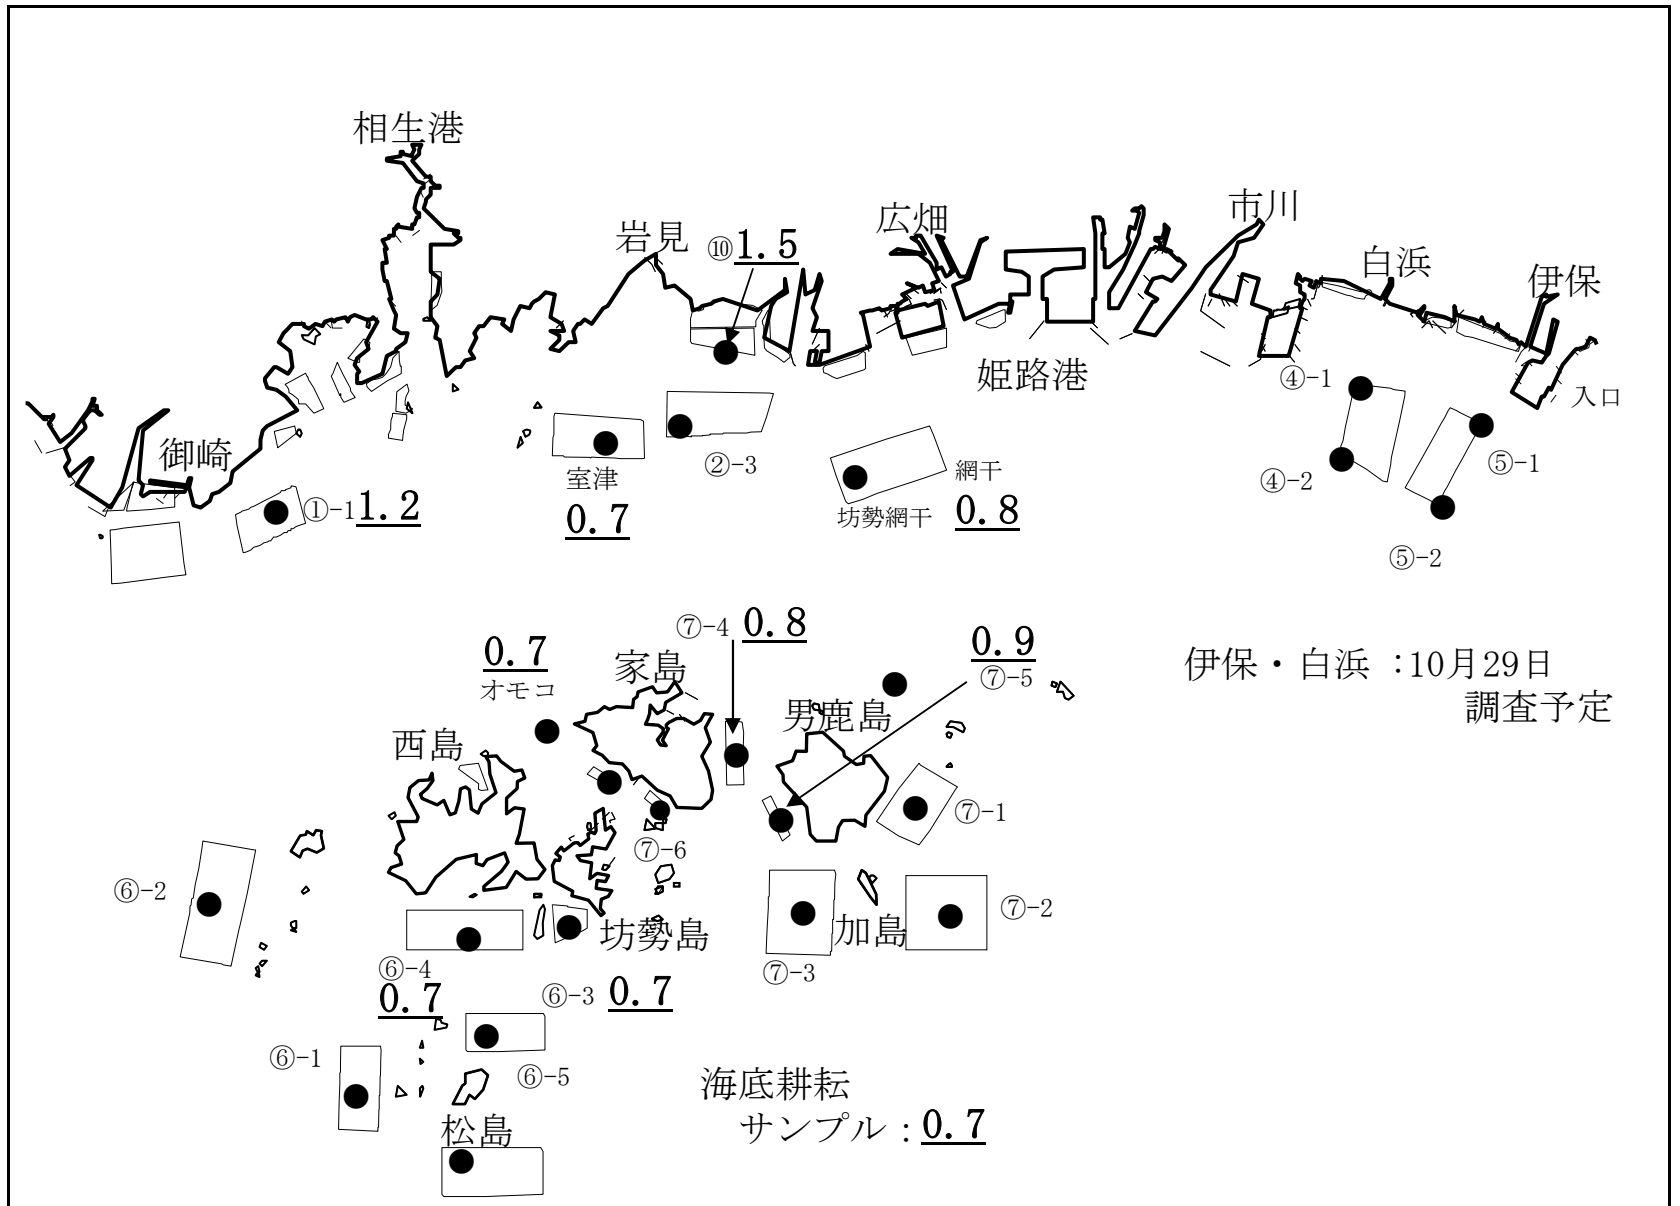 相生港
岩見
⑩1.5
広畑
市川
白浜
伊保
姫路港
④-1
入口
御崎
①-11.2
室津
0.7
②-3
網干
坊勢網干
0.8
④-2
⑤-1
⑤-2
⑦-4 0.8
0.9
⑦-5
0.7
オモコ
家島
男鹿島
伊保・白浜 :10月29日
調査予定
西島
⑦-1
⑦-6
⑥-2
坊勢島
加島
⑦-2
⑦-3
⑥-4
0.7
⑥-3 0.7
⑥-1
⑥-5
松島
海底耕耘
サンプル:0.7